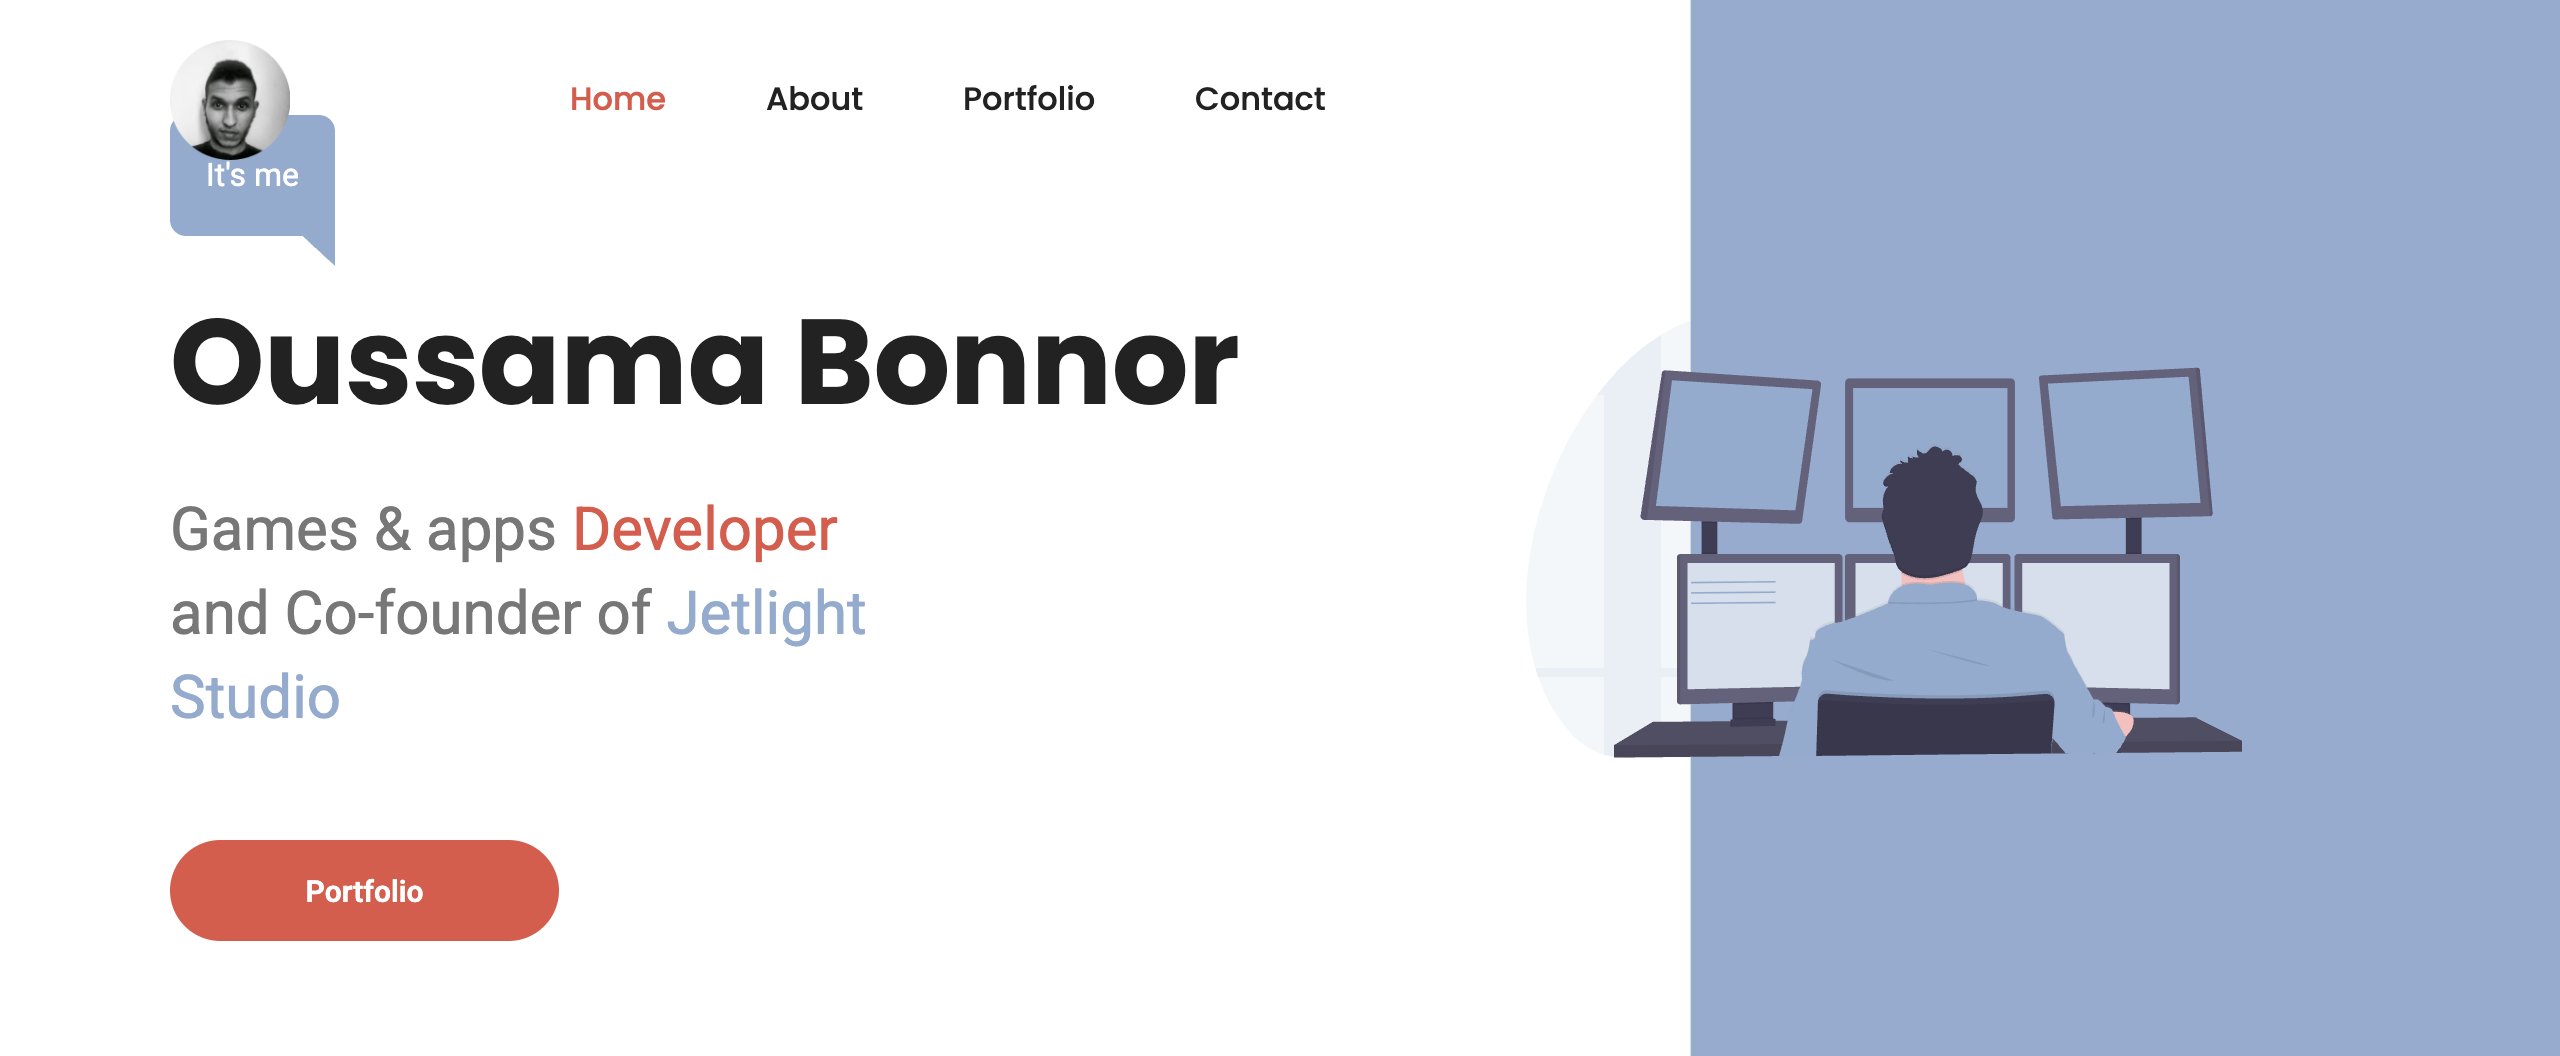 Home About Portfolio Contact
It's me
Oussama Bonnor
Games & apps Developer
and Co-founder of Jetlight
Studio
Portfolio